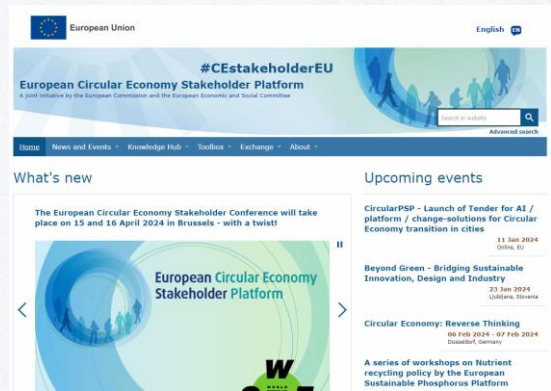 European Union
English EN
#CEstakeholderEU
European Circular Economy Stakeholder Platform
A joint initiative by the European Commission and the European Economic and Social Committee
Search in website
Advanced search
Home News and Events Knowledge Hub Toolbox Exchange About
What's new
The European Circular Economy Stakeholder Conference will take
place on 15 and 16 April 2024 in Brussels - with a twist!
European Circular Economy
Stakeholder Platform
W
WORLD
Upcoming events
CircularPSP - Launch of Tender for AI /
platform / change-solutions for Circular
Economy transition in cities
11 Jan 2024
Online, EU
Beyond Green - Bridging Sustainable
Innovation, Design and Industry
23 Jan 2024
Ljubljana, Slovenia
Circular Economy: Reverse Thinking
06 Feb 2024 - 07 Feb 2024
Düsseldorf, Germany
A series of workshops on Nutrient
recycling policy by the European
Sustainable Phosphorus Platform